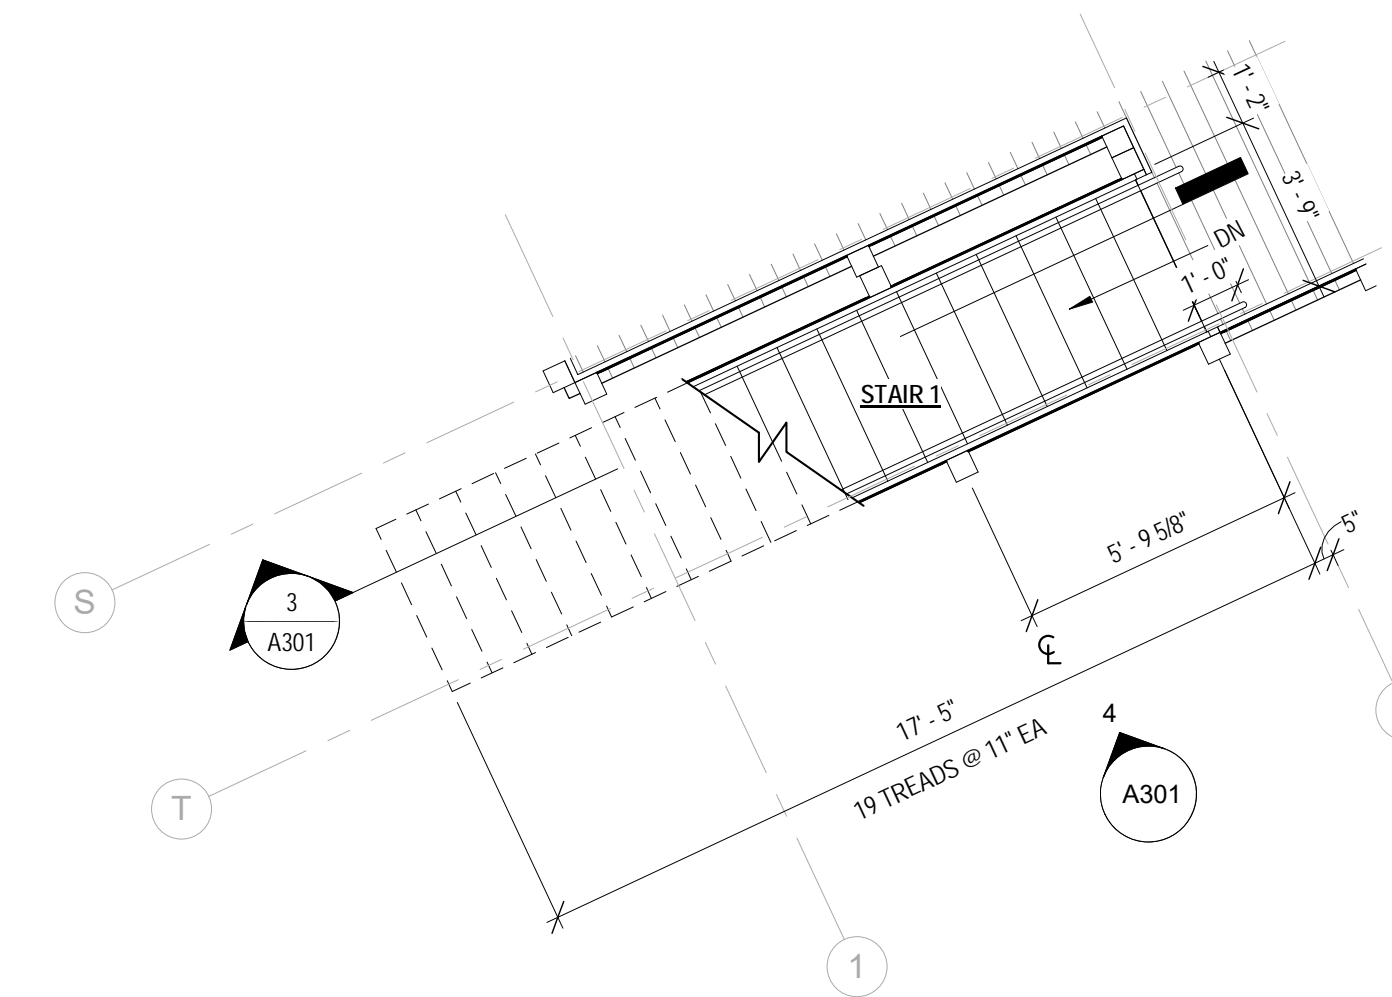 1' - 2"
3' - 9"
DN
1' - 0"
STAIR 1
5"
5' - 9 5/8"
S
3
A301
℄
17' - 5"
4
19 TREADS @ 11" EA
A301
T
1